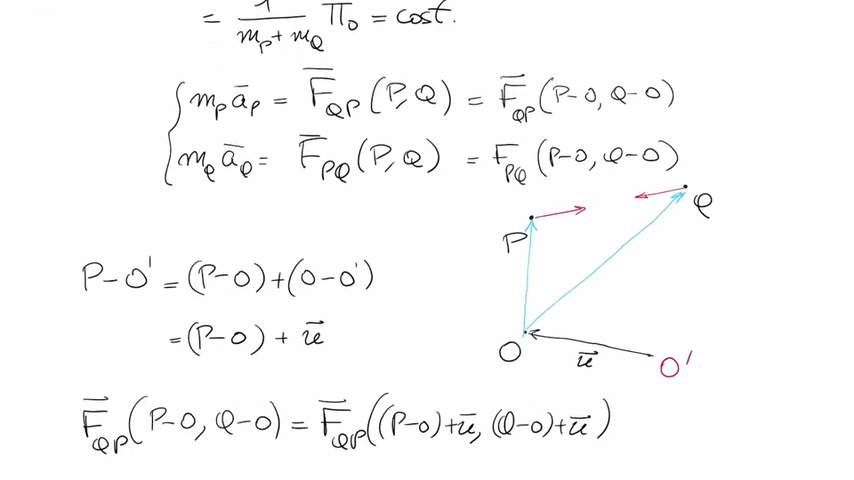 = 1/(m_P + m_Q) Π_0 = cost.
{ m_P ā_P = F̄_QP (P, Q) = F̄_QP (P-O, Q-O)
m_Q ā_Q = F̄_PQ (P, Q) = F_PQ (P-O, Q-O)
Q
P
P-O' = (P-O)+(O-O')
= (P-O) + ū
O
ū
O'
F̄_QP (P-O, Q-O) = F̄_QP ((P-O)+ū, (Q-O)+ū)